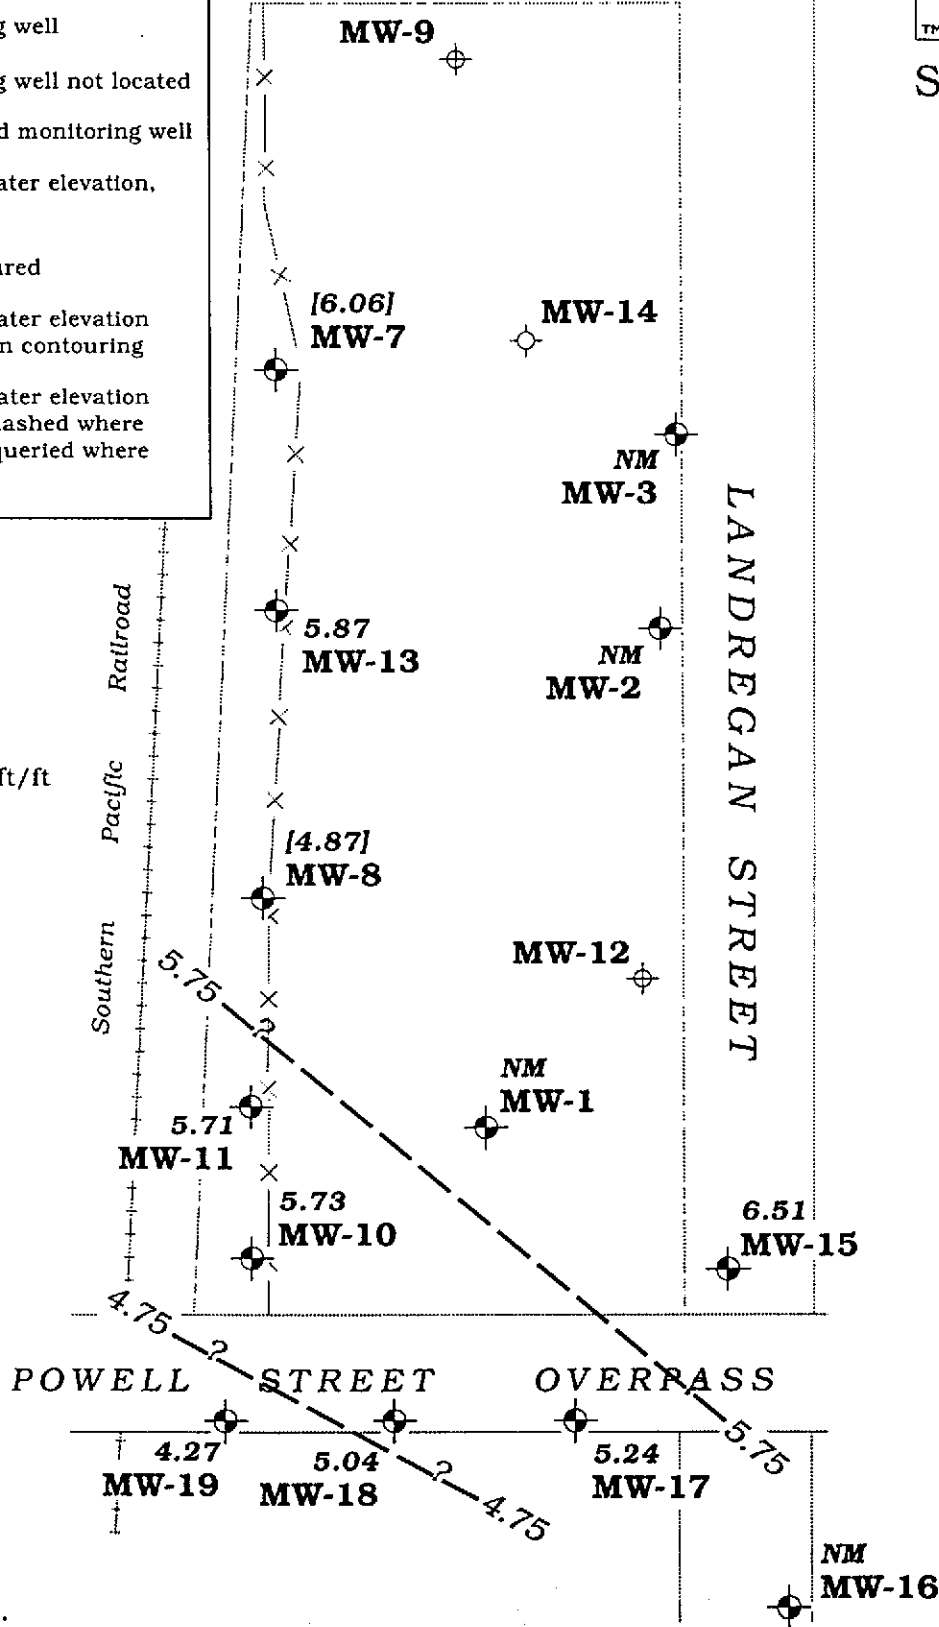 g well
g well not located
d monitoring well
ater elevation,
ured
ater elevation
n contouring
ater elevation
lashed where
queried where
TM
S
MW-9
[6.06]
MW-7
MW-14
NM
MW-3
5.87
MW-13
NM
MW-2
LANDREGAN STREET
Southern Pacific Railroad
ft/ft
[4.87]
MW-8
MW-12
5.75
?
NM
MW-1
5.71
MW-11
5.73
MW-10
6.51
MW-15
4.75
?
POWELL STREET OVERPASS
4.27
MW-19
5.04
MW-18
5.24
MW-17
5.75
?
4.75
NM
MW-16